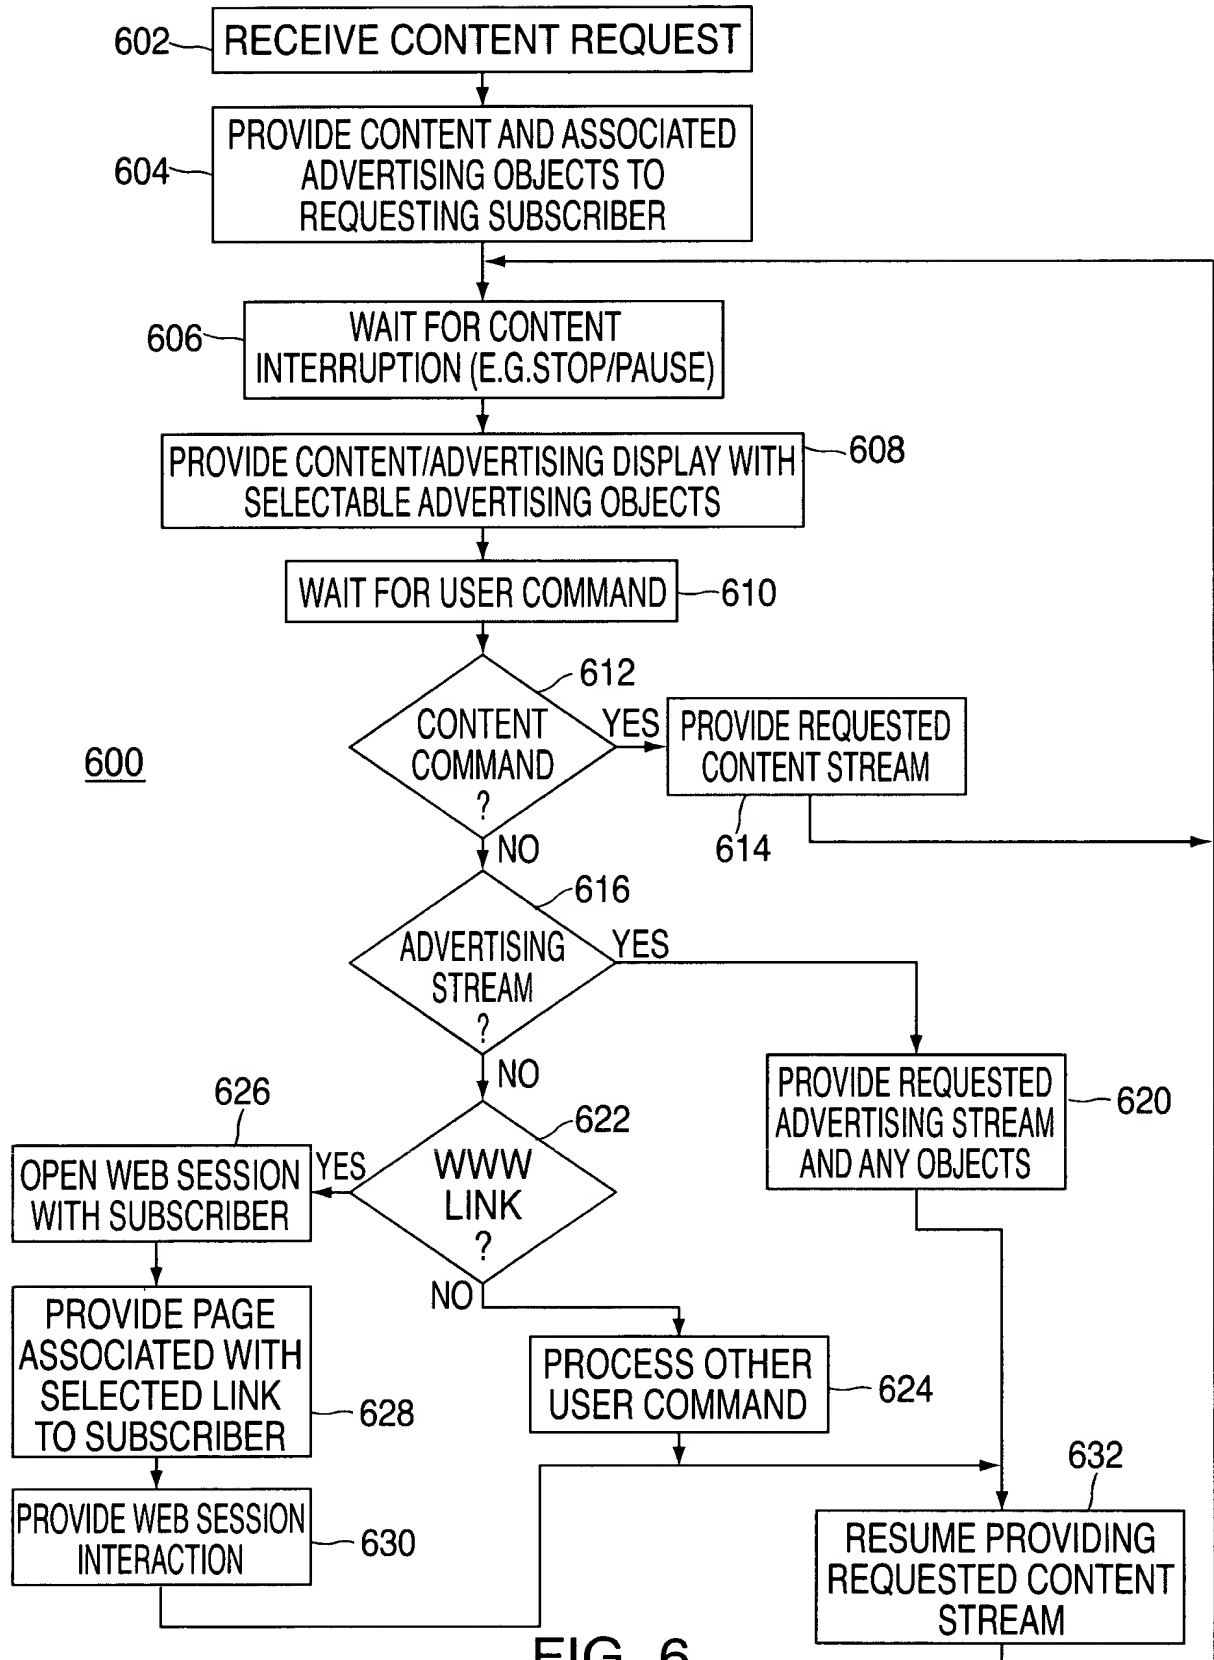 602
RECEIVE CONTENT REQUEST
604
PROVIDE CONTENT AND ASSOCIATED
ADVERTISING OBJECTS TO
REQUESTING SUBSCRIBER
606
WAIT FOR CONTENT
INTERRUPTION (E.G.STOP/PAUSE)
PROVIDE CONTENT/ADVERTISING DISPLAY WITH
SELECTABLE ADVERTISING OBJECTS
608
WAIT FOR USER COMMAND
610
612
CONTENT
COMMAND
?
YES
PROVIDE REQUESTED
CONTENT STREAM
614
600
NO
616
ADVERTISING
STREAM
?
YES
PROVIDE REQUESTED
ADVERTISING STREAM
AND ANY OBJECTS
620
NO
622
WWW
LINK
?
YES
626
OPEN WEB SESSION
WITH SUBSCRIBER
PROVIDE PAGE
ASSOCIATED WITH
SELECTED LINK
TO SUBSCRIBER
628
PROVIDE WEB SESSION
INTERACTION
630
NO
PROCESS OTHER
USER COMMAND
624
632
RESUME PROVIDING
REQUESTED CONTENT
STREAM
FIG. 6